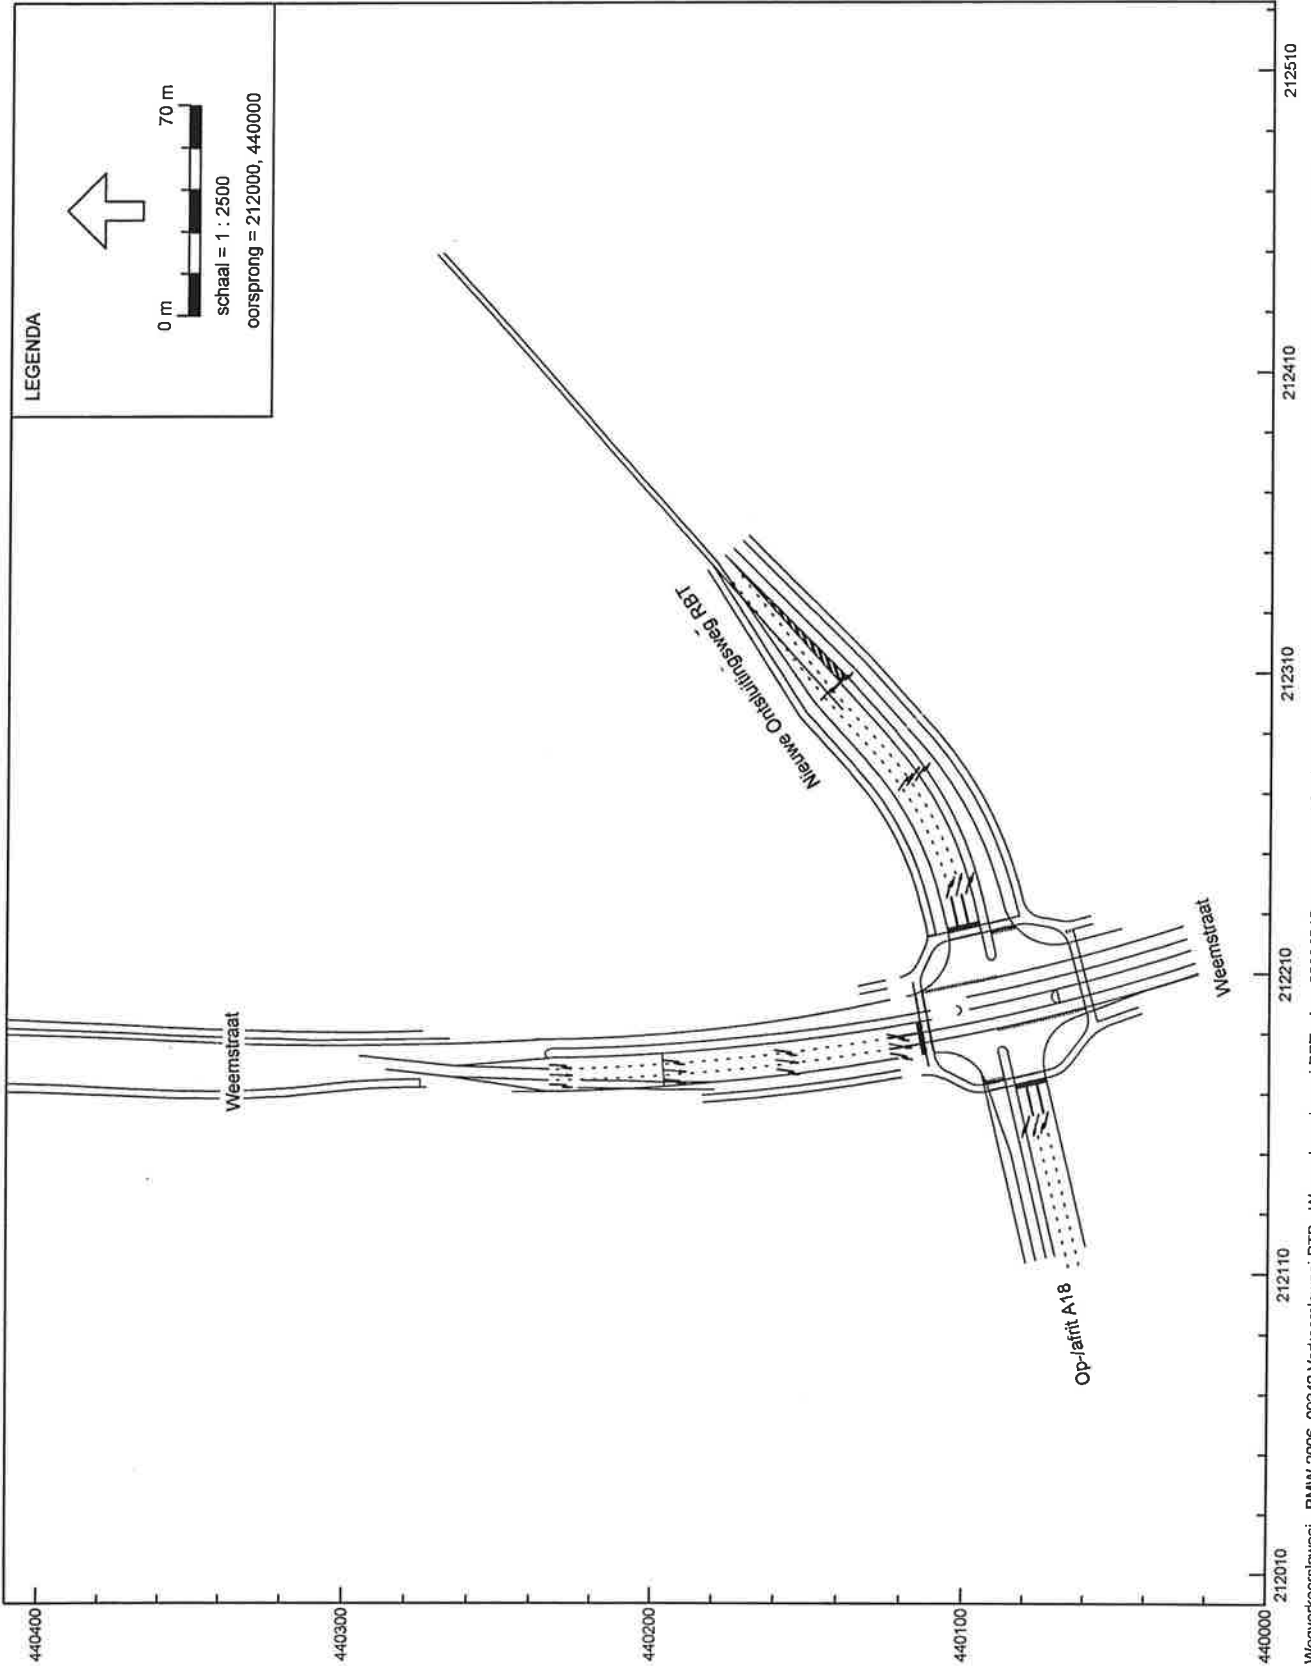 LEGENDA
0 m
70 m
schaal = 1 : 2500
oorsprong = 212000, 440000
Weemstraat
Nieuwe Ontsluitingsweg RBT
Weemstraat
Op-/afrit A18
440400
440300
440200
440100
440000
212010
212110
212210
212310
212410
212510